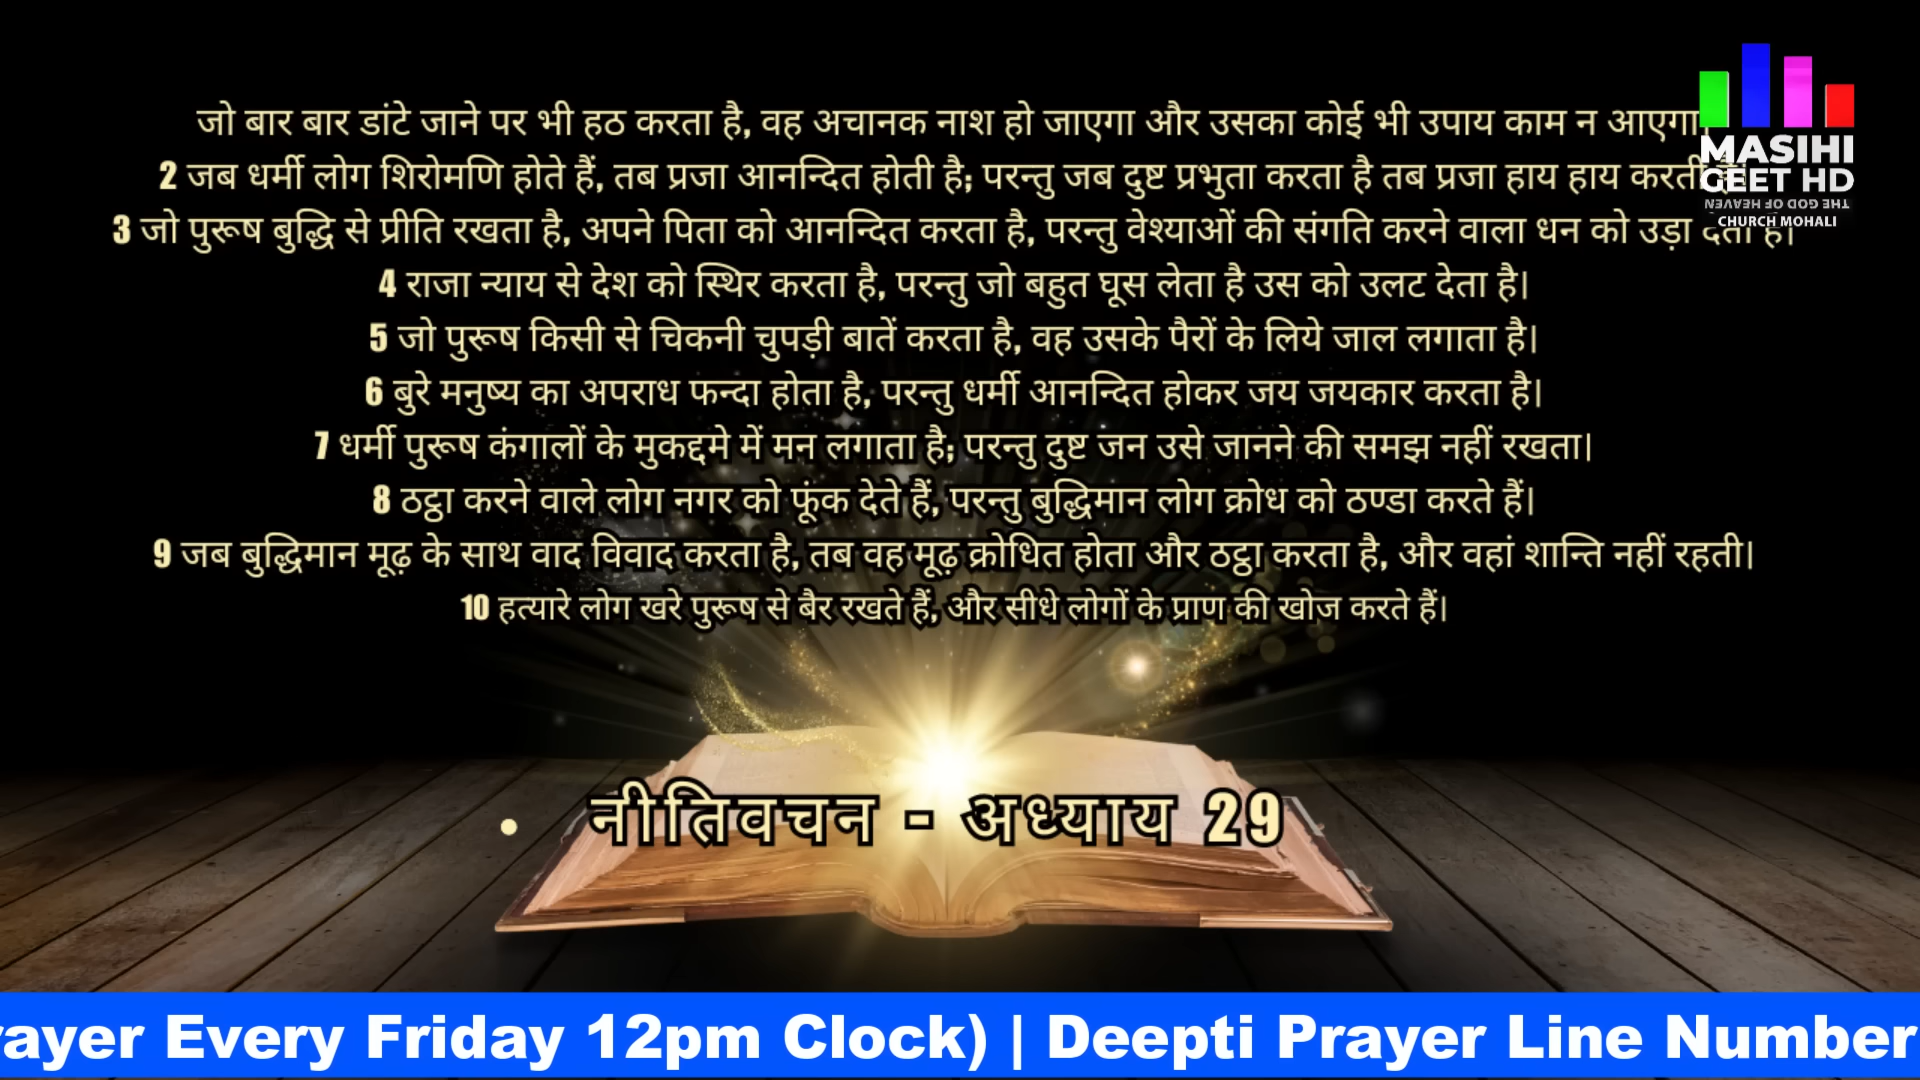 जो बार बार डांटे जाने पर भी हठ करता है, वह अचानक नाश हो जाएगा और उसका कोई भी उपाय काम न आएगा।
2 जब धर्मी लोग शिरोमणि होते हैं, तब प्रजा आनन्दित होती है; परन्तु जब दुष्ट प्रभुता करता है तब प्रजा हाय हाय करती है।
3 जो पुरूष बुद्धि से प्रीति रखता है, अपने पिता को आनन्दित करता है, परन्तु वेश्याओं की संगति करने वाला धन को उड़ा देता है।
4 राजा न्याय से देश को स्थिर करता है, परन्तु जो बहुत घूस लेता है उस को उलट देता है।
5 जो पुरूष किसी से चिकनी चुपड़ी बातें करता है, वह उसके पैरों के लिये जाल लगाता है।
6 बुरे मनुष्य का अपराध फन्दा होता है, परन्तु धर्मी आनन्दित होकर जय जयकार करता है।
7 धर्मी पुरूष कंगालों के मुकद्दमे में मन लगाता है; परन्तु दुष्ट जन उसे जानने की समझ नहीं रखता।
8 ठट्ठा करने वाले लोग नगर को फूंक देते हैं, परन्तु बुद्धिमान लोग क्रोध को ठण्डा करते हैं।
9 जब बुद्धिमान मूढ़ के साथ वाद विवाद करता है, तब वह मूढ़ क्रोधित होता और ठट्ठा करता है, और वहां शान्ति नहीं रहती।
10 हत्यारे लोग खरे पुरूष से बैर रखते हैं, और सीधे लोगों के प्राण की खोज करते हैं।
MASIHI
GEET HD
THE GOD OF HEAVEN
CHURCH MOHALI
• नीतिवचन - अध्याय 29
rayer Every Friday 12pm Clock) | Deepti Prayer Line Number